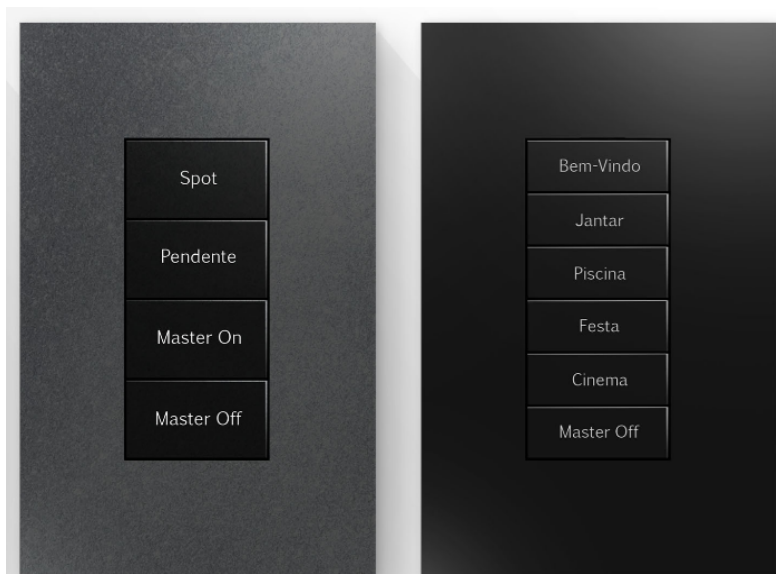 Spot
Pendente
Master On
Master Off
Bem-Vindo
Jantar
Piscina
Festa
Cinema
Master Off